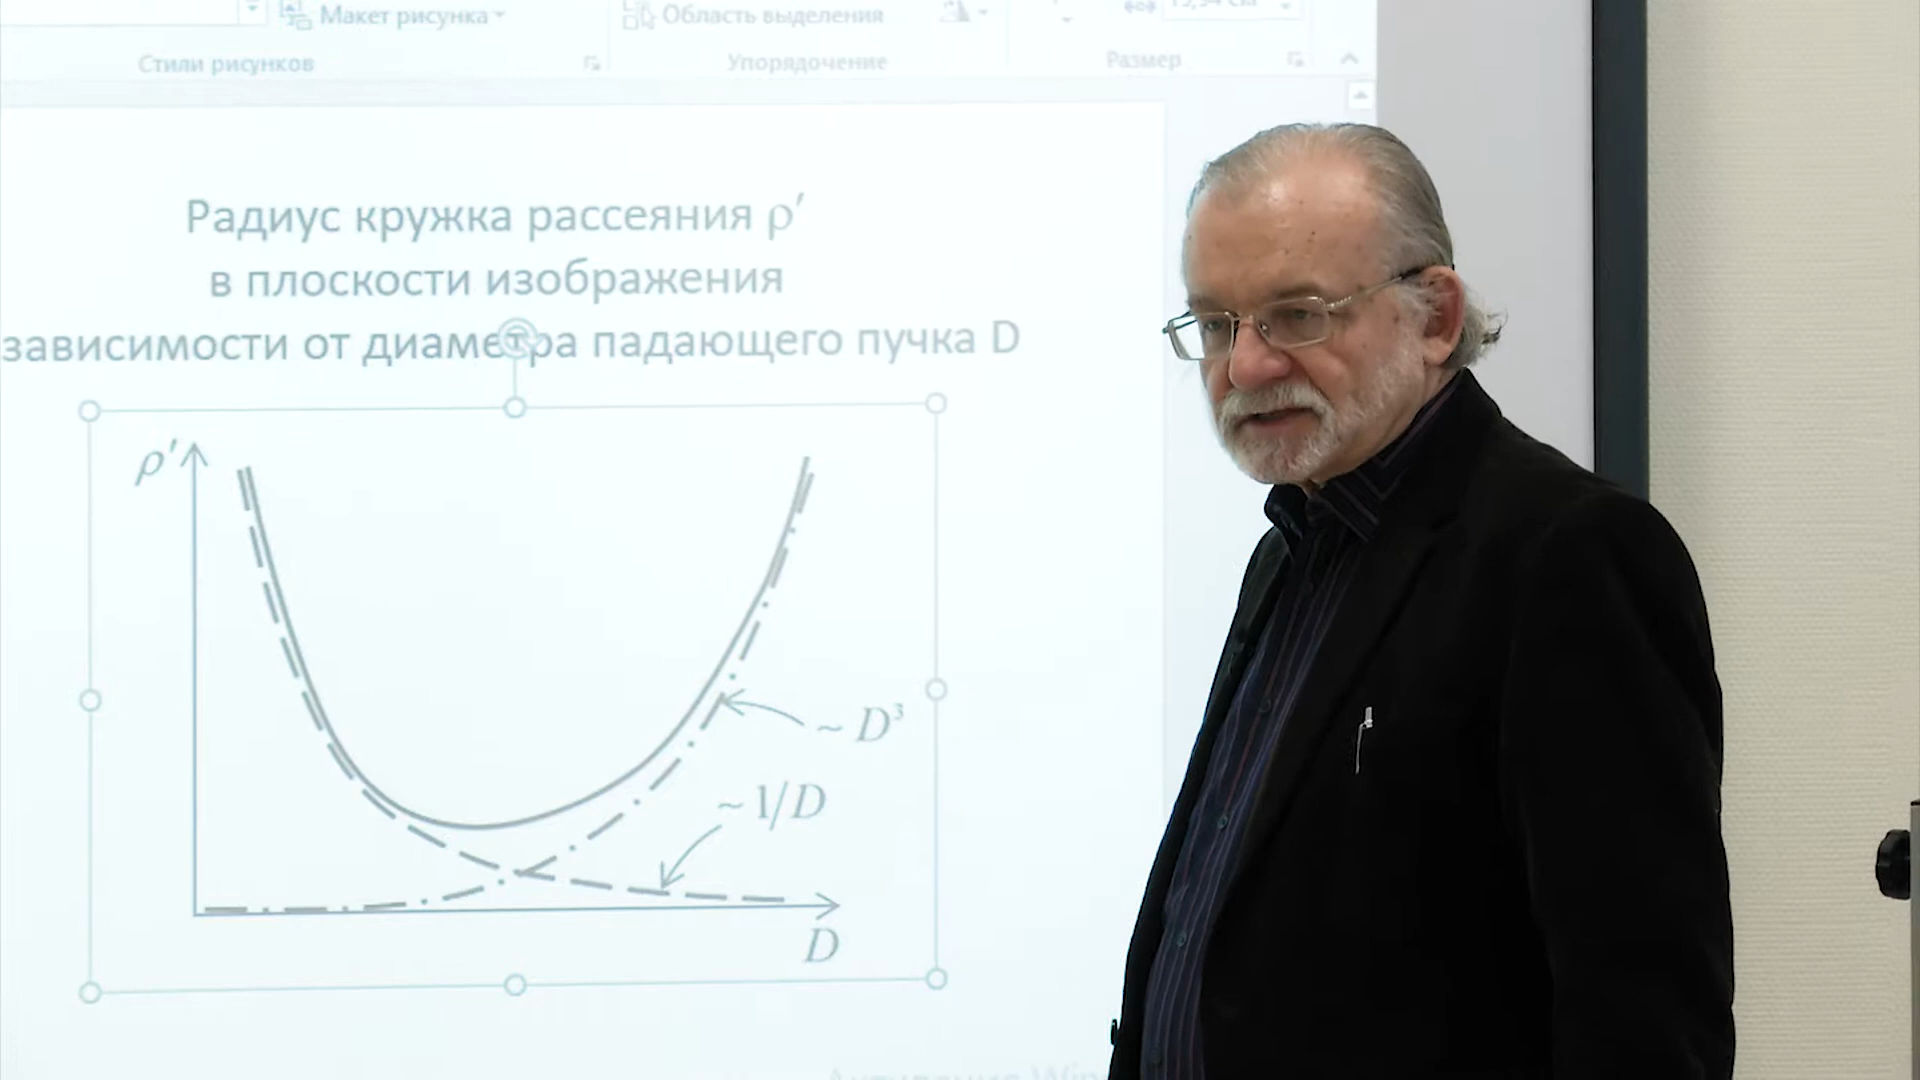 Макет рисунка
Область выделения
Стили рисунков
Упорядочение
Размер
Радиус кружка рассеяния ρ′
в плоскости изображения
зависимости от диаметра падающего пучка D
ρ′
~ D³
~ 1/D
D